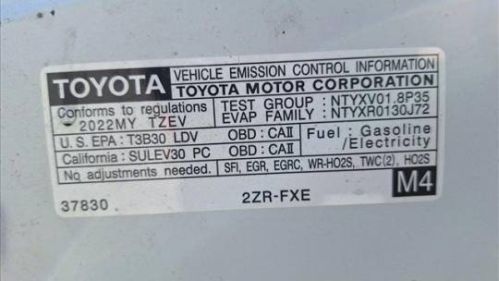 TOYOTA
VEHICLE EMISSION CONTROL INFORMATION
TOYOTA MOTOR CORPORATION
Conforms to regulations
2022MY TZEV
TEST GROUP : NTYXV01.8P35
EVAP FAMILY : NTYXR0130J72
U.S EPA : T3B30 LDV OBD : CAII
California : SULEV30 PC OBD : CAII
Fuel : Gasoline
/Electricity
No adjustments needed. SFI, EGR, EGRC, WR-HO2S, TWC(2), HO2S
37830 2ZR-FXE M4